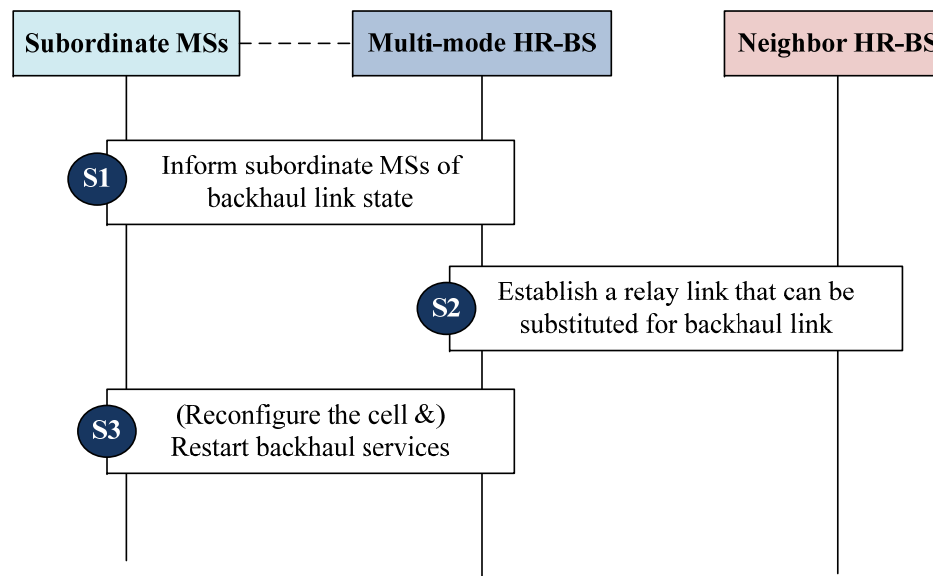 Subordinate MSs
Multi-mode HR-BS
Neighbor HR-BS
S1
Inform subordinate MSs of
backhaul link state
S2
Establish a relay link that can be
substituted for backhaul link
S3
(Reconfigure the cell &)
Restart backhaul services